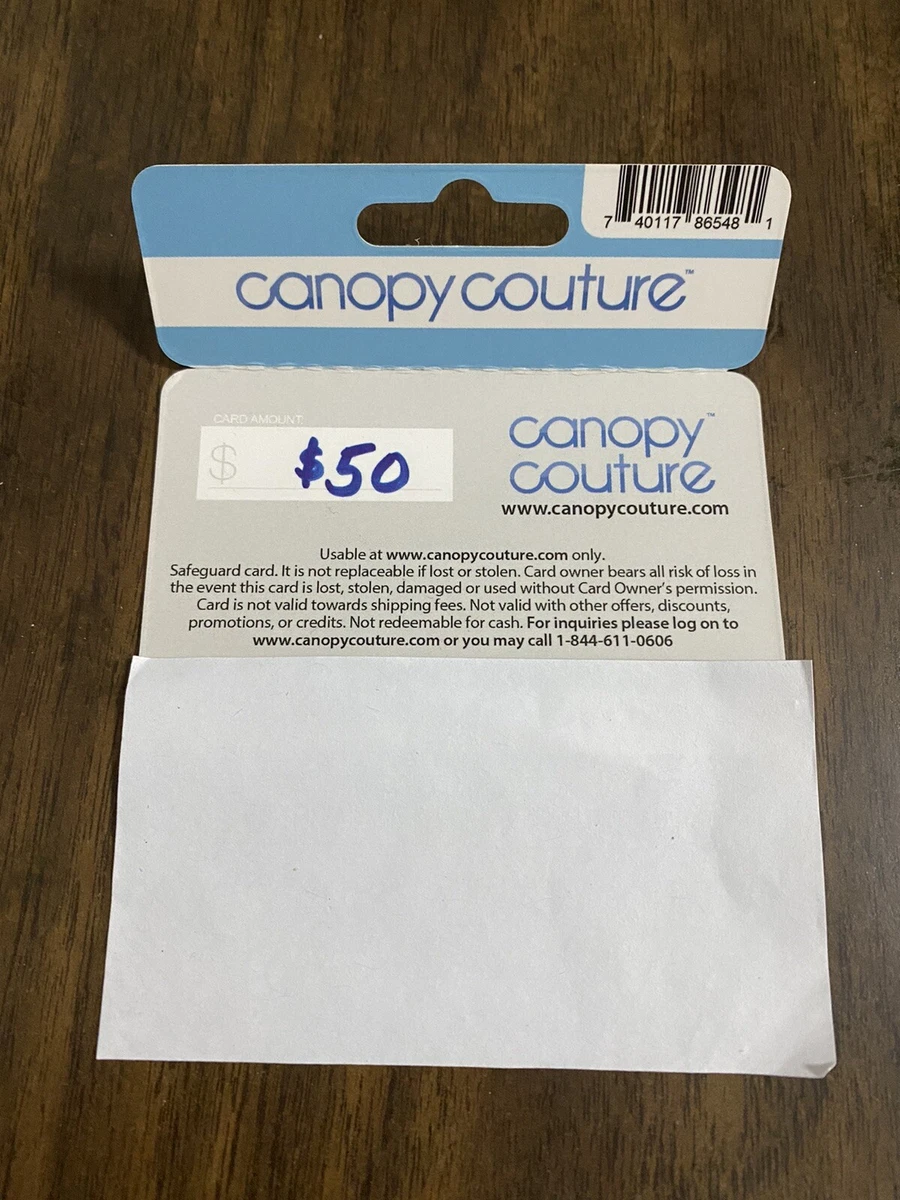 7 40117 86548 1
canopy couture™
CARD AMOUNT:
$ $50
canopy™
couture
www.canopycouture.com
Usable at www.canopycouture.com only.
Safeguard card. It is not replaceable if lost or stolen. Card owner bears all risk of loss in
the event this card is lost, stolen, damaged or used without Card Owner's permission.
Card is not valid towards shipping fees. Not valid with other offers, discounts,
promotions, or credits. Not redeemable for cash. For inquiries please log on to
www.canopycouture.com or you may call 1-844-611-0606